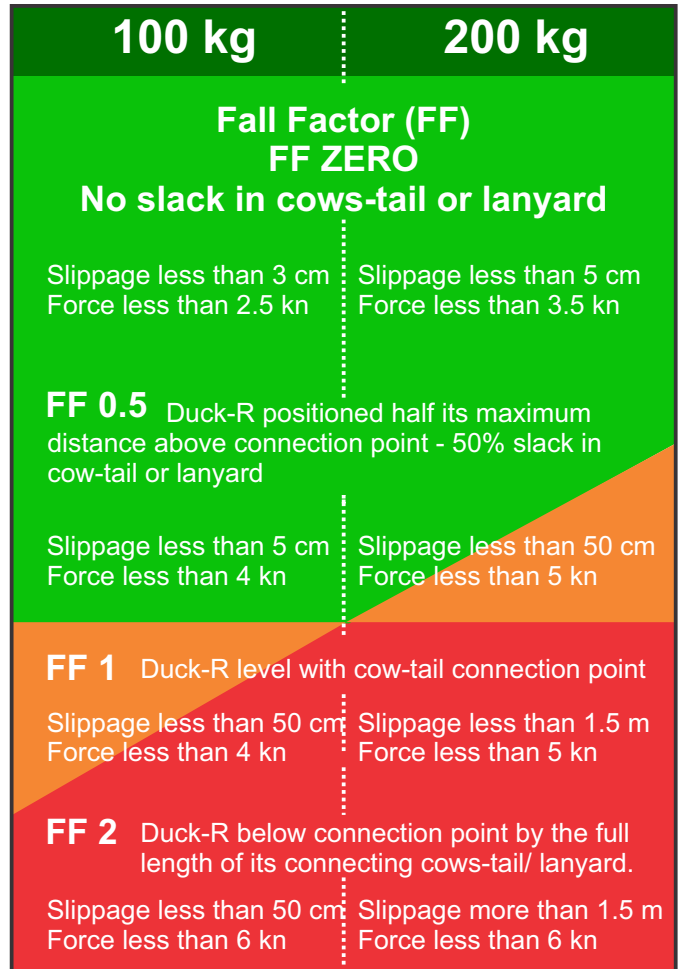 100 kg 200 kg
Fall Factor (FF)
FF ZERO
No slack in cows-tail or lanyard
Slippage less than 3 cm Slippage less than 5 cm
Force less than 2.5 kn Force less than 3.5 kn
FF 0.5 Duck-R positioned half its maximum
distance above connection point - 50% slack in
cow-tail or lanyard
Slippage less than 5 cm Slippage less than 50 cm
Force less than 4 kn Force less than 5 kn
FF 1 Duck-R level with cow-tail connection point
Slippage less than 50 cm Slippage less than 1.5 m
Force less than 4 kn Force less than 5 kn
FF 2 Duck-R below connection point by the full
length of its connecting cows-tail/ lanyard.
Slippage less than 50 cm Slippage more than 1.5 m
Force less than 6 kn Force less than 6 kn